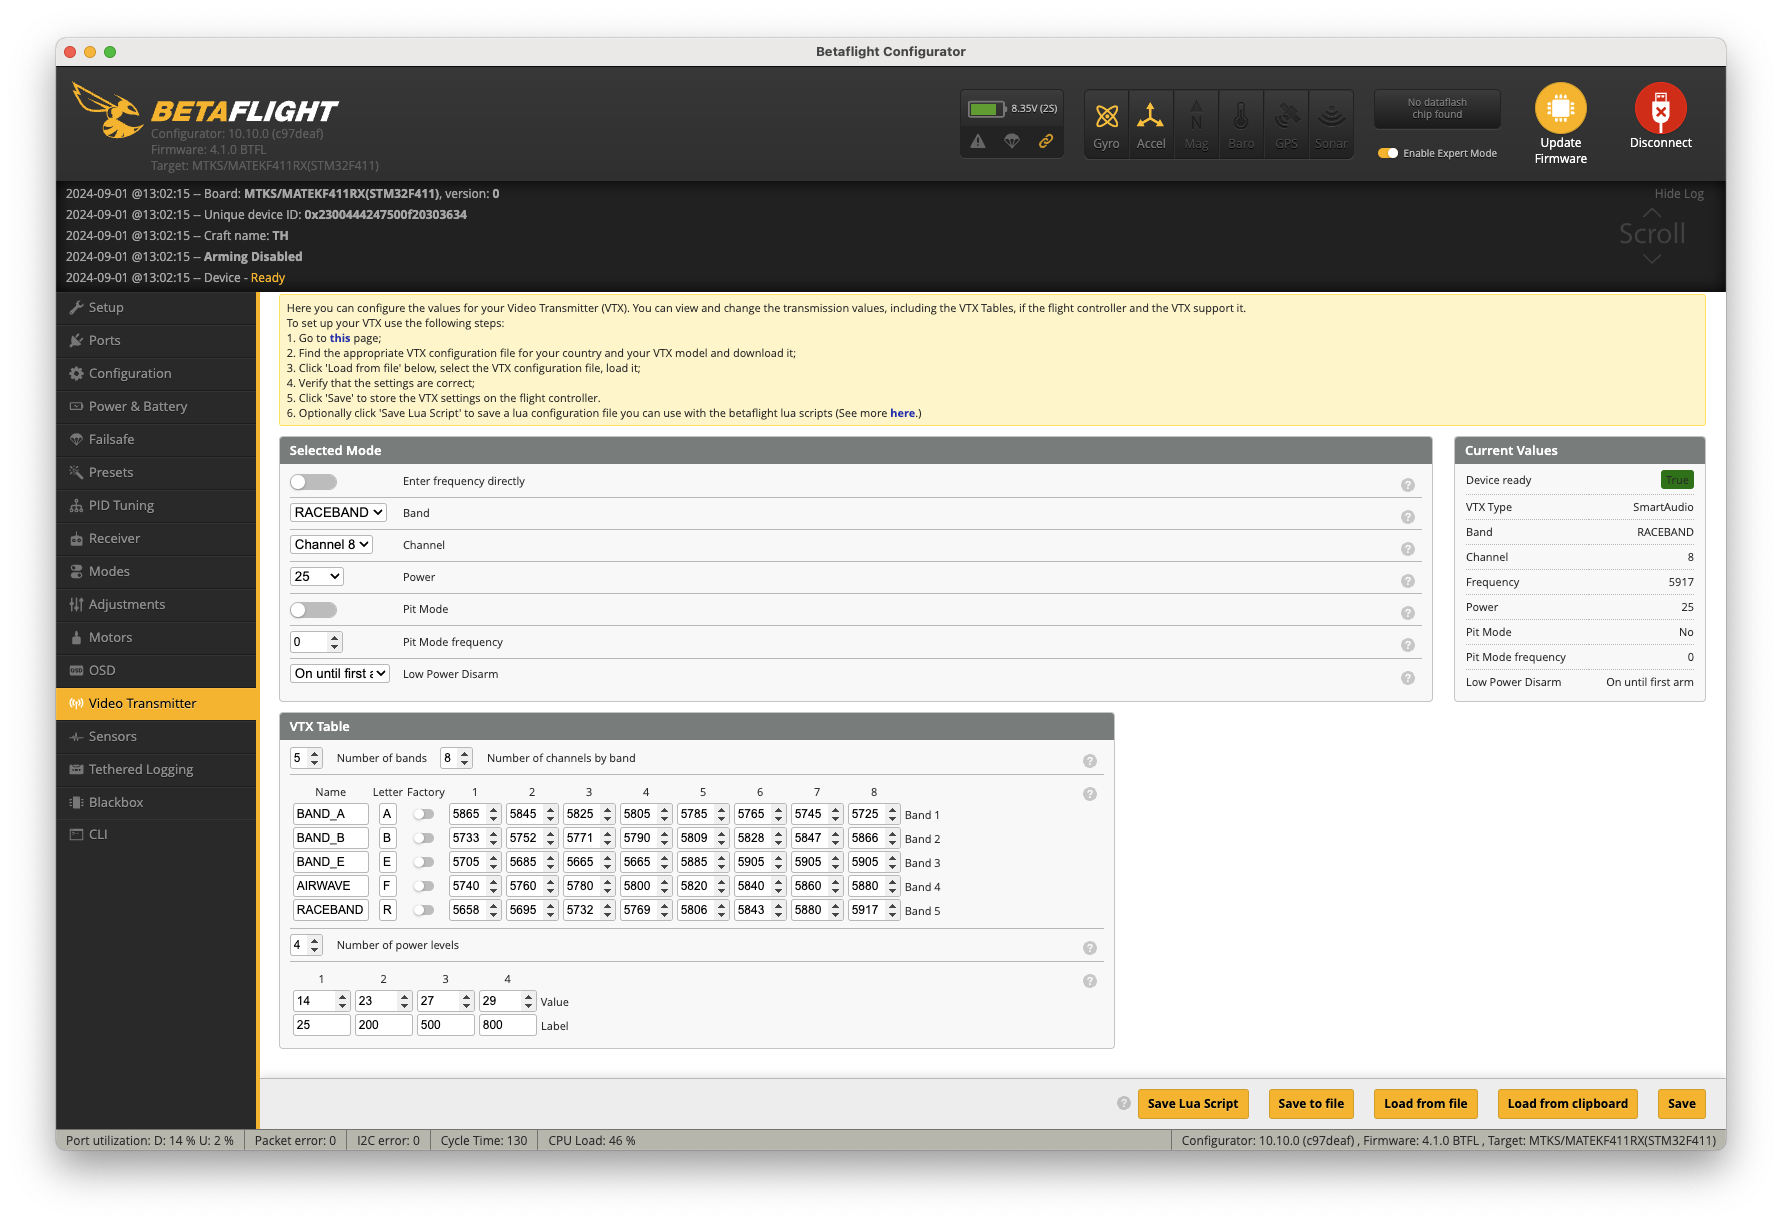 Betaflight Configurator
BETAFLIGHT
Configurator: 10.10.0 (c97deaf)
Firmware: 4.1.0 BTFL
Target: MTKS/MATEKF411RX(STM32F411)
8.35V (2S)
Gyro Accel Mag Baro GPS Sonar
No dataflash
chip found
Enable Expert Mode
Update
Firmware
Disconnect
2024-09-01 @13:02:15 -- Board: MTKS/MATEKF411RX(STM32F411), version: 0
2024-09-01 @13:02:15 -- Unique device ID: 0x2300444247500f20303634
2024-09-01 @13:02:15 -- Craft name: TH
2024-09-01 @13:02:15 -- Arming Disabled
2024-09-01 @13:02:15 -- Device - Ready
Hide Log
Scroll
Setup
Ports
Configuration
Power & Battery
Failsafe
Presets
PID Tuning
Receiver
Modes
Adjustments
Motors
OSD
Video Transmitter
Sensors
Tethered Logging
Blackbox
CLI
Here you can configure the values for your Video Transmitter (VTX). You can view and change the transmission values, including the VTX Tables, if the flight controller and the VTX support it.
To set up your VTX use the following steps:
1. Go to this page;
2. Find the appropriate VTX configuration file for your country and your VTX model and download it;
3. Click 'Load from file' below, select the VTX configuration file, load it;
4. Verify that the settings are correct;
5. Click 'Save' to store the VTX settings on the flight controller.
6. Optionally click 'Save Lua Script' to save a lua configuration file you can use with the betaflight lua scripts (See more here.)
Selected Mode
Enter frequency directly
RACEBAND Band
Channel 8 Channel
25 Power
Pit Mode
0 Pit Mode frequency
On until first a Low Power Disarm
Current Values
Device ready True
VTX Type SmartAudio
Band RACEBAND
Channel 8
Frequency 5917
Power 25
Pit Mode No
Pit Mode frequency 0
Low Power Disarm On until first arm
VTX Table
5 Number of bands 8 Number of channels by band
Name Letter Factory 1 2 3 4 5 6 7 8
BAND_A A 5865 5845 5825 5805 5785 5765 5745 5725 Band 1
BAND_B B 5733 5752 5771 5790 5809 5828 5847 5866 Band 2
BAND_E E 5705 5685 5665 5665 5885 5905 5905 5905 Band 3
AIRWAVE F 5740 5760 5780 5800 5820 5840 5860 5880 Band 4
RACEBAND R 5658 5695 5732 5769 5806 5843 5880 5917 Band 5
4 Number of power levels
1 2 3 4
14 23 27 29 Value
25 200 500 800 Label
Save Lua Script Save to file Load from file Load from clipboard Save
Port utilization: D: 14 % U: 2 % Packet error: 0 I2C error: 0 Cycle Time: 130 CPU Load: 46 % Configurator: 10.10.0 (c97deaf) , Firmware: 4.1.0 BTFL , Target: MTKS/MATEKF411RX(STM32F411)